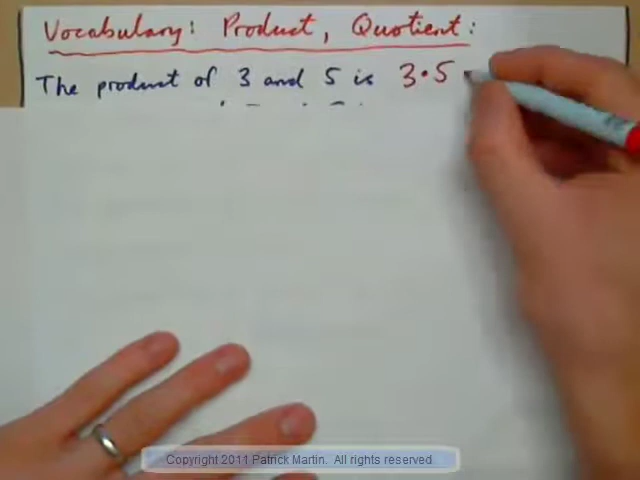 Vocabulary: Product, Quotient:
The product of 3 and 5 is 3·5
Copyright 2011 Patrick Martin. All rights reserved.